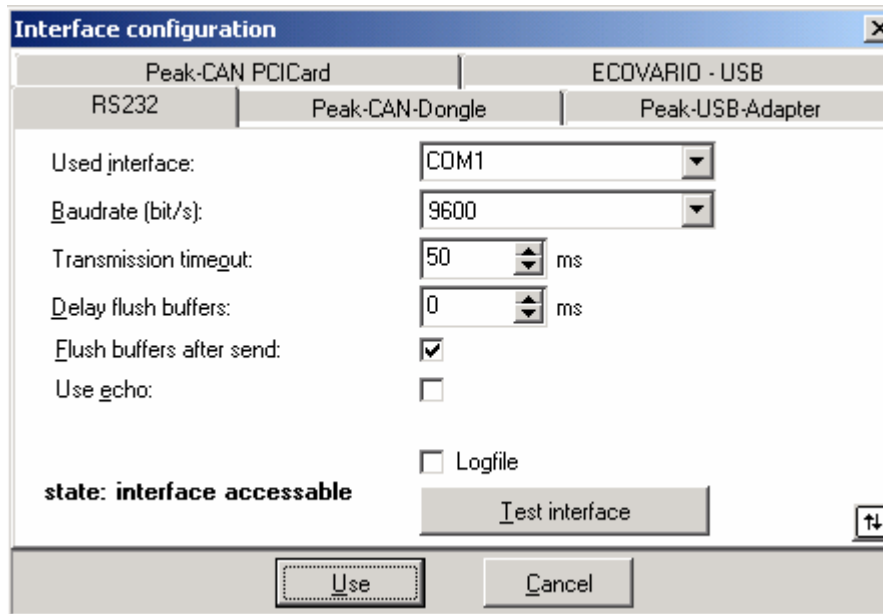 Interface configuration
Peak-CAN PCICard ECOVARIO - USB
RS232 Peak-CAN-Dongle Peak-USB-Adapter
Used interface: COM1
Baudrate (bit/s): 9600
Transmission timeout: 50 ms
Delay flush buffers: 0 ms
Flush buffers after send:
Use echo:
Logfile
state: interface accessable
Test interface
Use Cancel